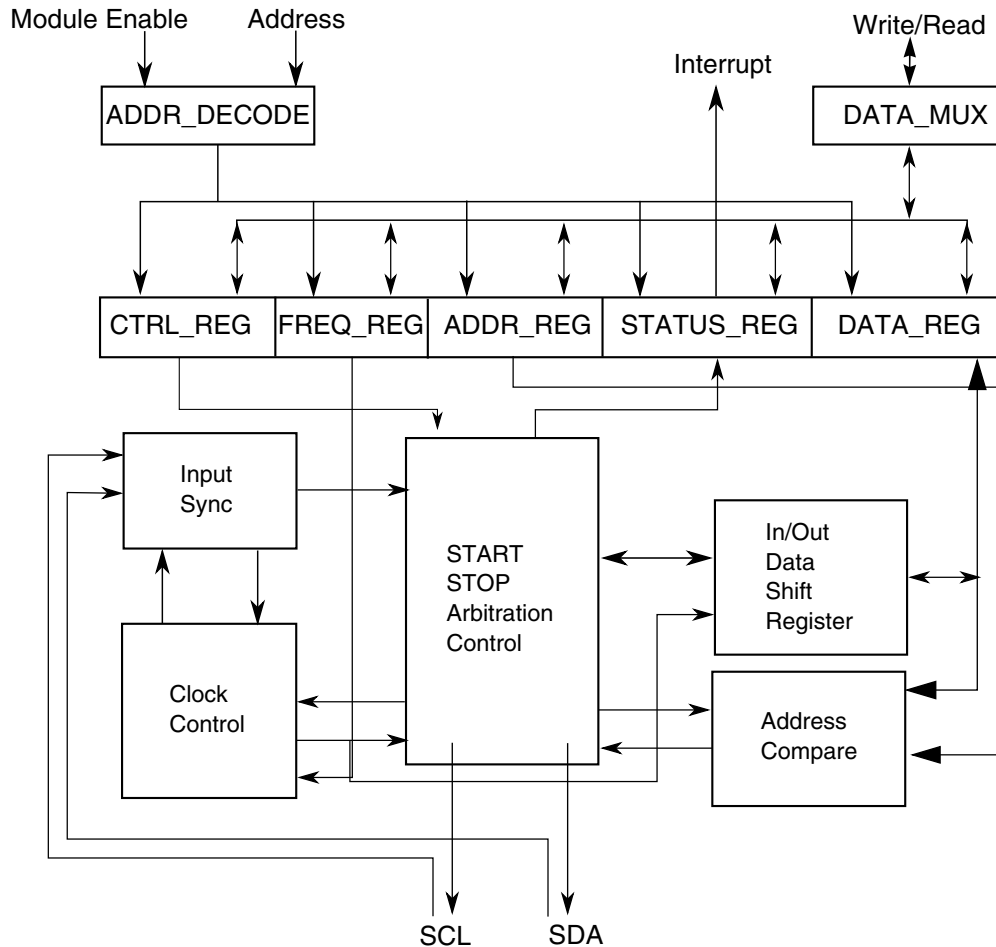 Module Enable
Address
Write/Read
Interrupt
ADDR_DECODE
DATA_MUX
CTRL_REG
FREQ_REG
ADDR_REG
STATUS_REG
DATA_REG
Input
Sync
START
STOP
Arbitration
Control
In/Out
Data
Shift
Register
Clock
Control
Address
Compare
SCL
SDA